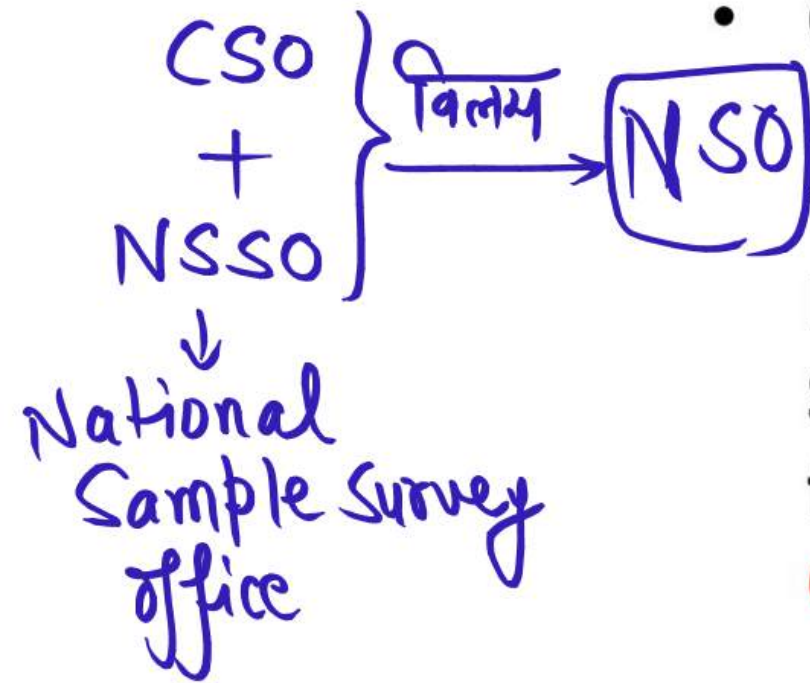 CSO
+
NSSO
विलय → NSO
↓
National
Sample Survey
office